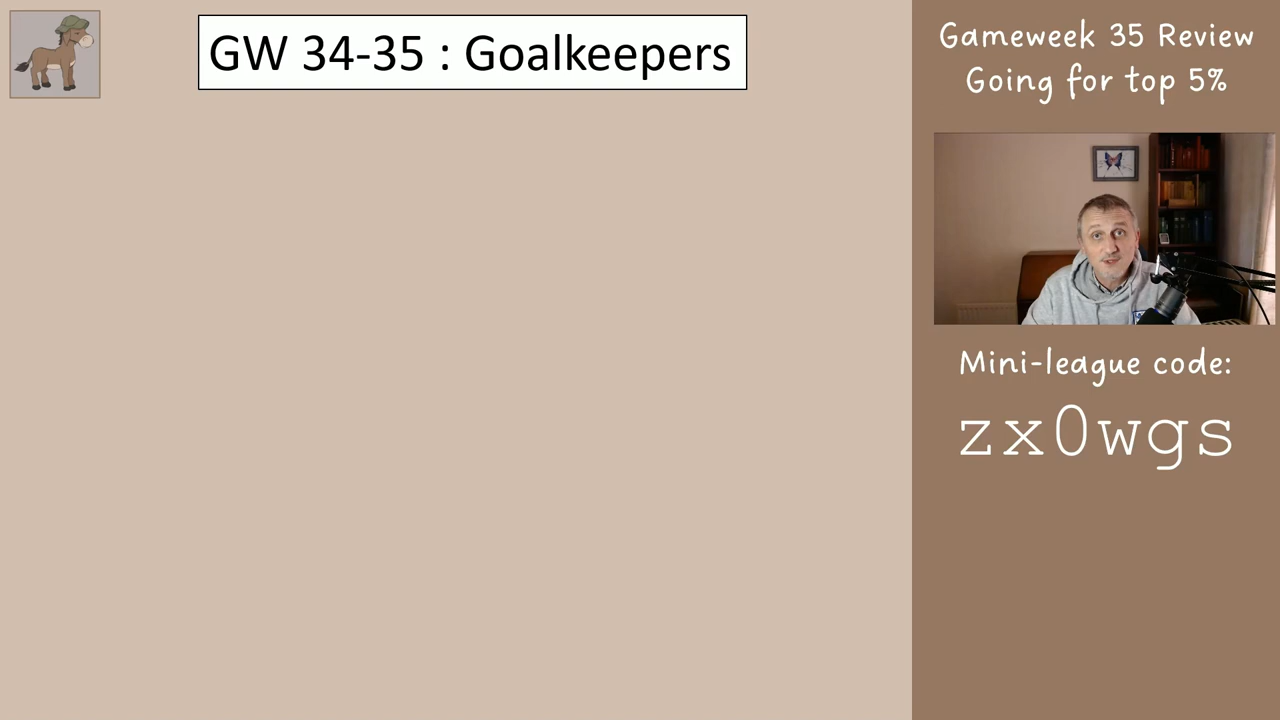 GW 34-35 : Goalkeepers
Gameweek 35 Review
Going for top 5%
Mini-league code:
zx0wgs